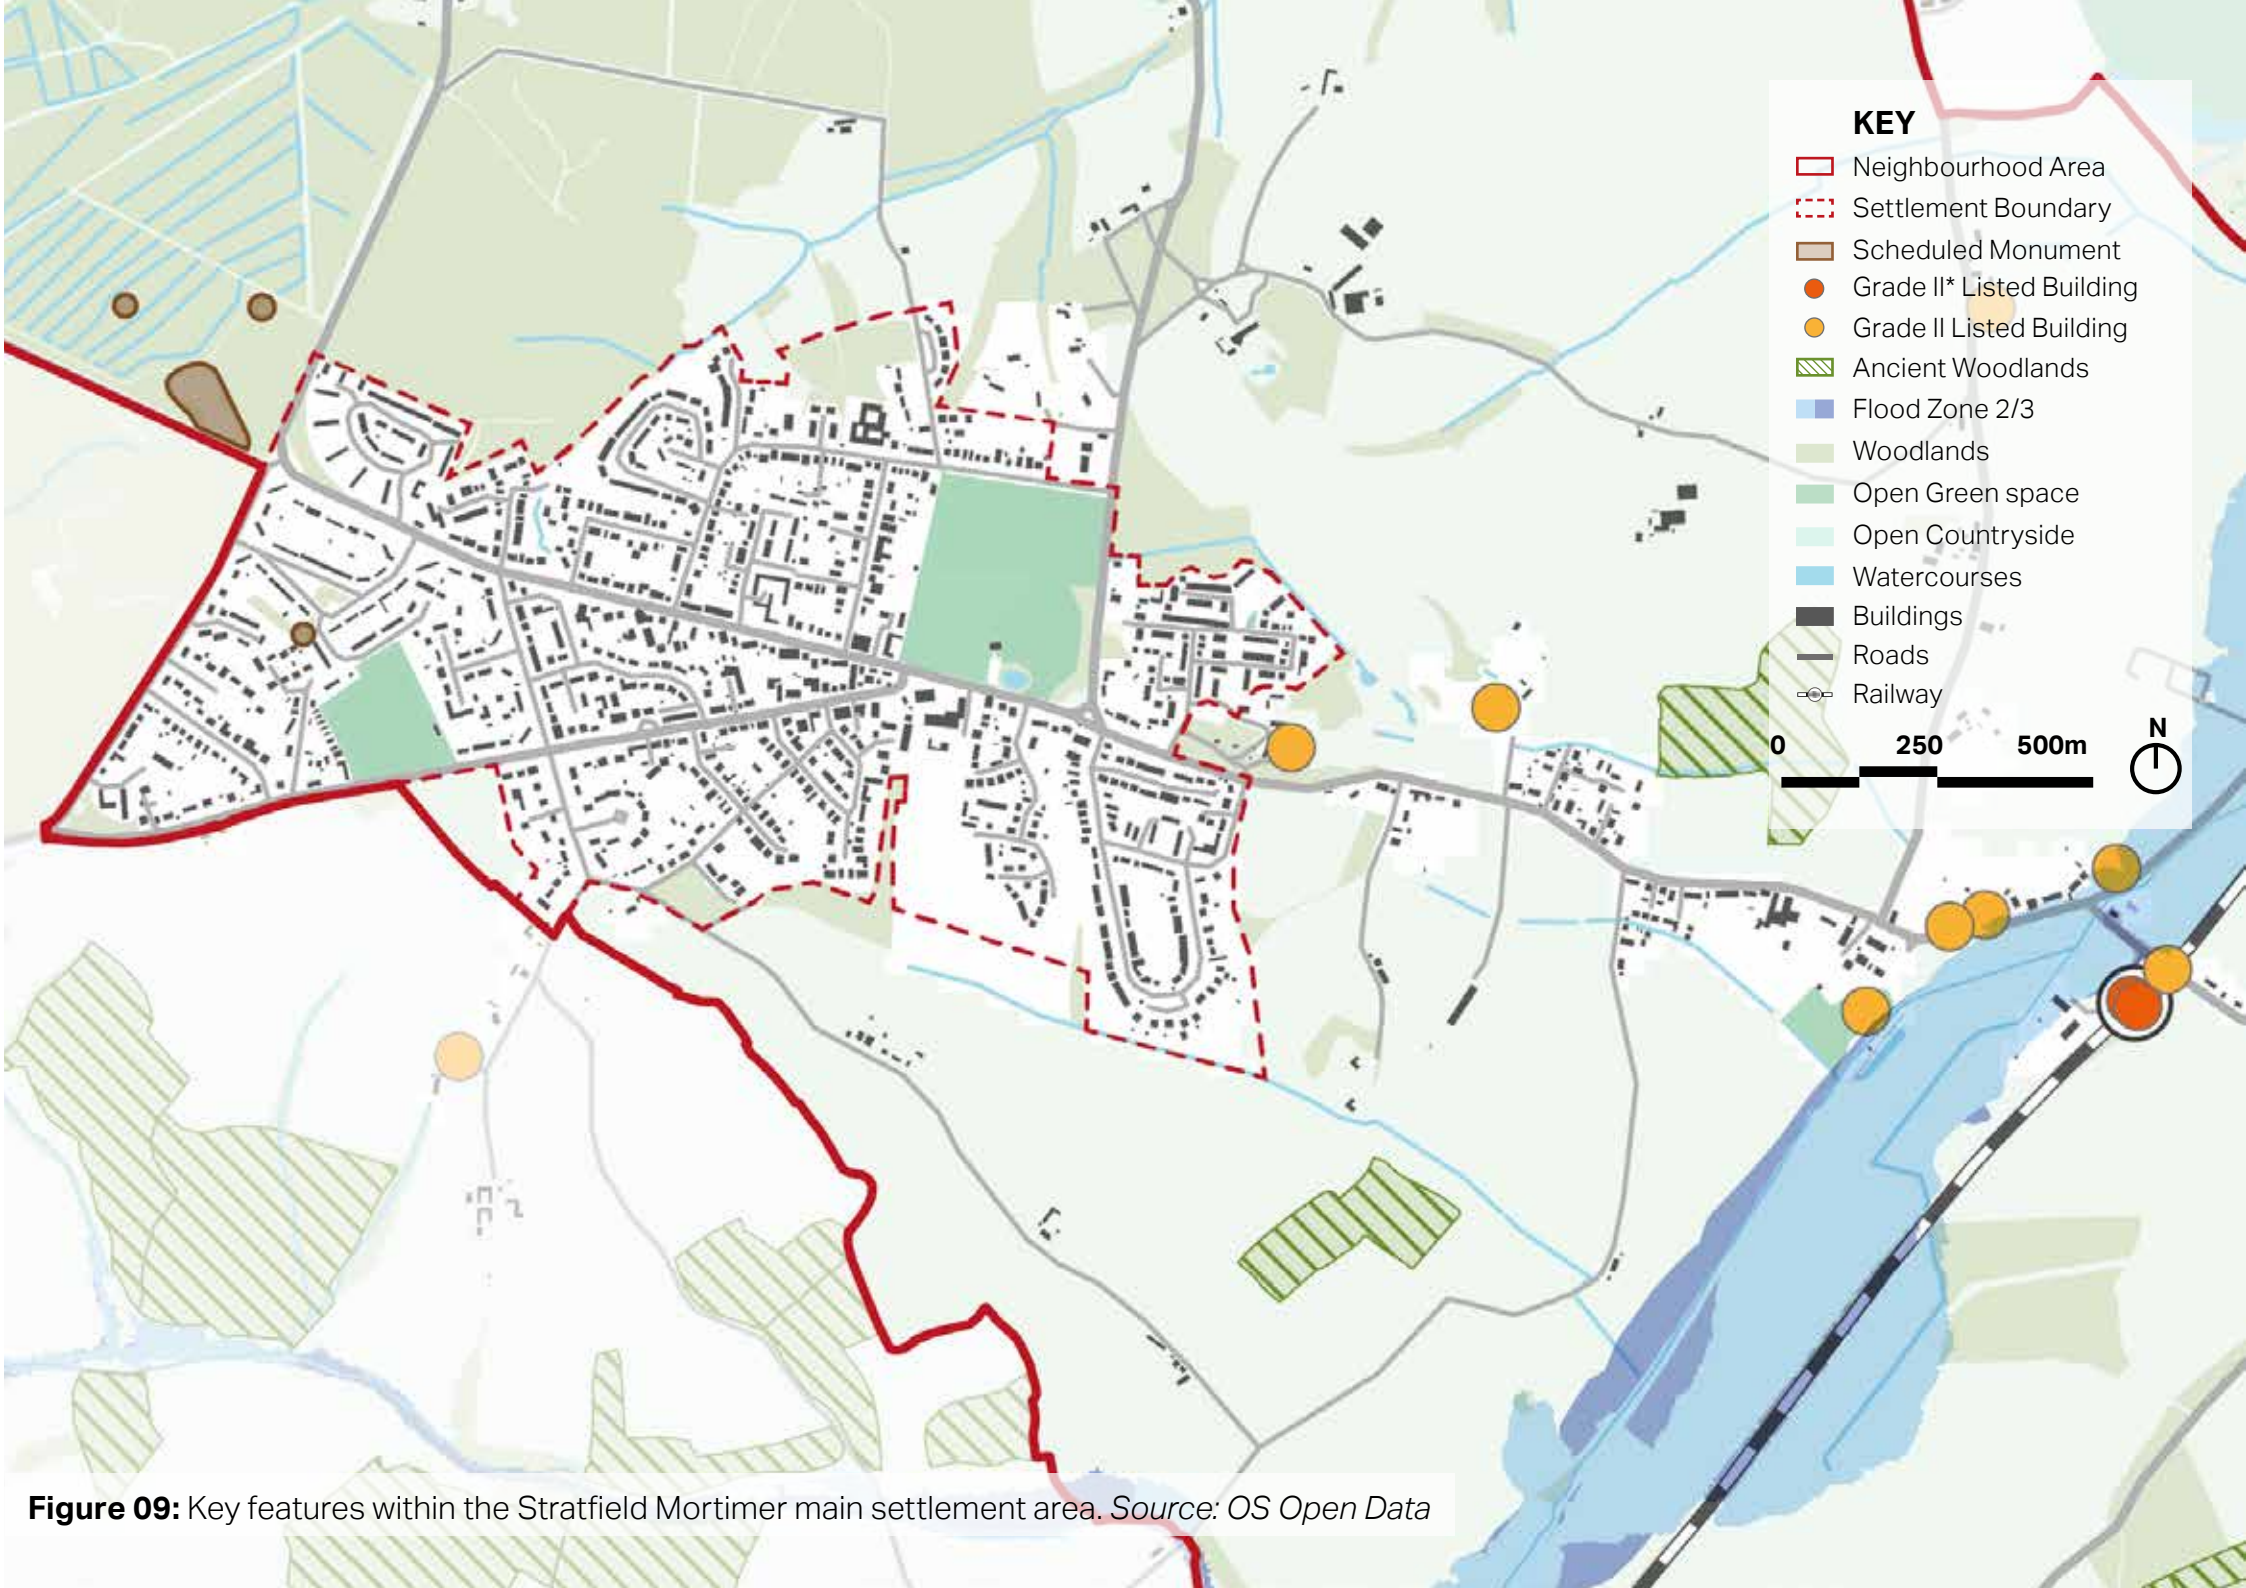 KEY
Neighbourhood Area
Settlement Boundary
Scheduled Monument
Grade II* Listed Building
Grade II Listed Building
Ancient Woodlands
Flood Zone 2/3
Woodlands
Open Green space
Open Countryside
Watercourses
Buildings
Roads
Railway
N
0 250 500m
Figure 09: Key features within the Stratfield Mortimer main settlement area. Source: OS Open Data